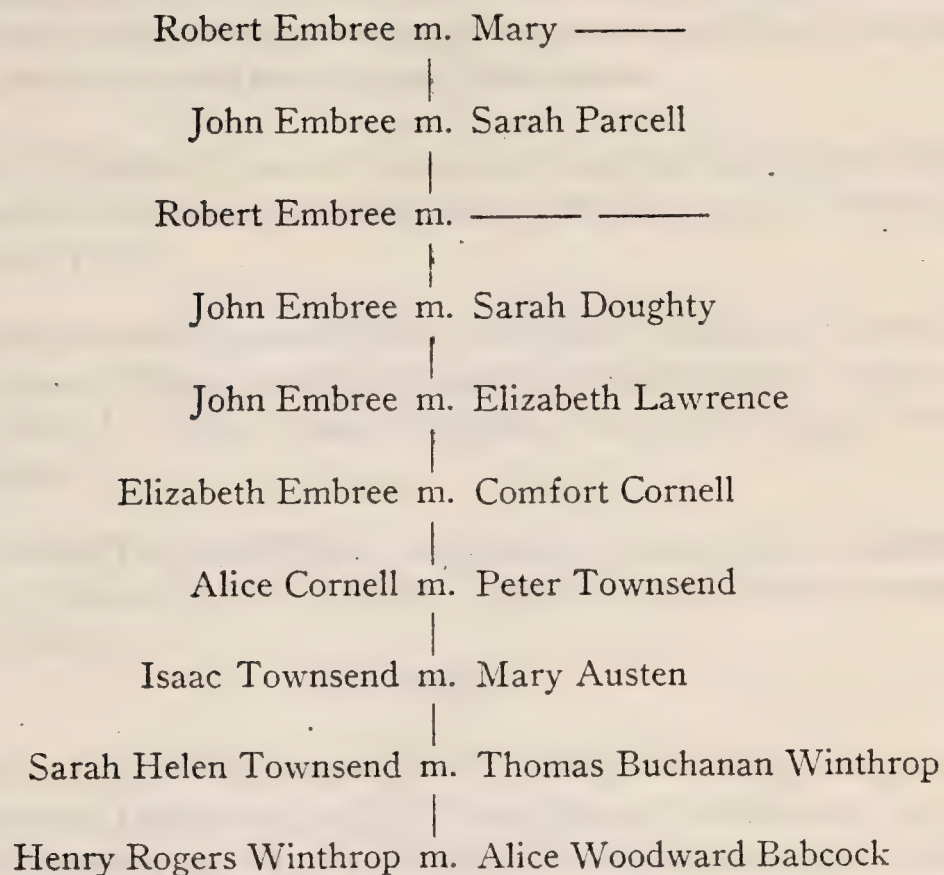 Robert Embree m. Mary ———
John Embree m. Sarah Parcell
Robert Embree m. ——— ———
John Embree m. Sarah Doughty
John Embree m. Elizabeth Lawrence
Elizabeth Embree m. Comfort Cornell
Alice Cornell m. Peter Townsend
Isaac Townsend m. Mary Austen
Sarah Helen Townsend m. Thomas Buchanan Winthrop
Henry Rogers Winthrop m. Alice Woodward Babcock